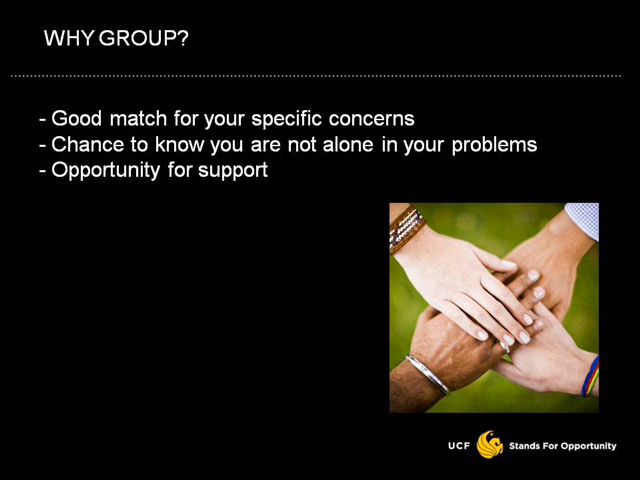 WHY GROUP?
- Good match for your specific concerns
- Chance to know you are not alone in your problems
- Opportunity for support
UCF Stands For Opportunity